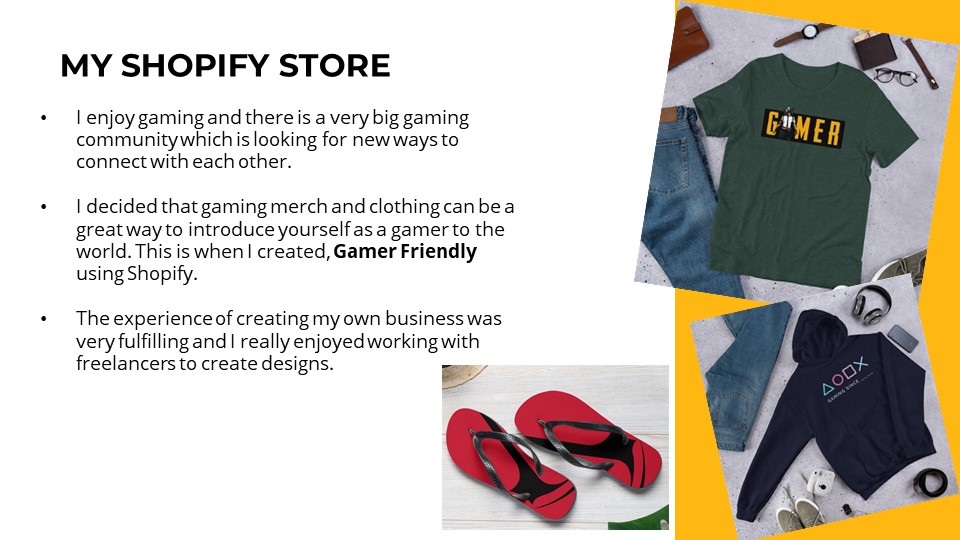 MY SHOPIFY STORE
• I enjoy gaming and there is a very big gaming
community which is looking for new ways to
connect with each other.
• I decided that gaming merch and clothing can be a
great way to introduce yourself as a gamer to the
world. This is when I created, Gamer Friendly
using Shopify.
• The experience of creating my own business was
very fulfilling and I really enjoyed working with
freelancers to create designs.
GAMER
GAMING SINCE